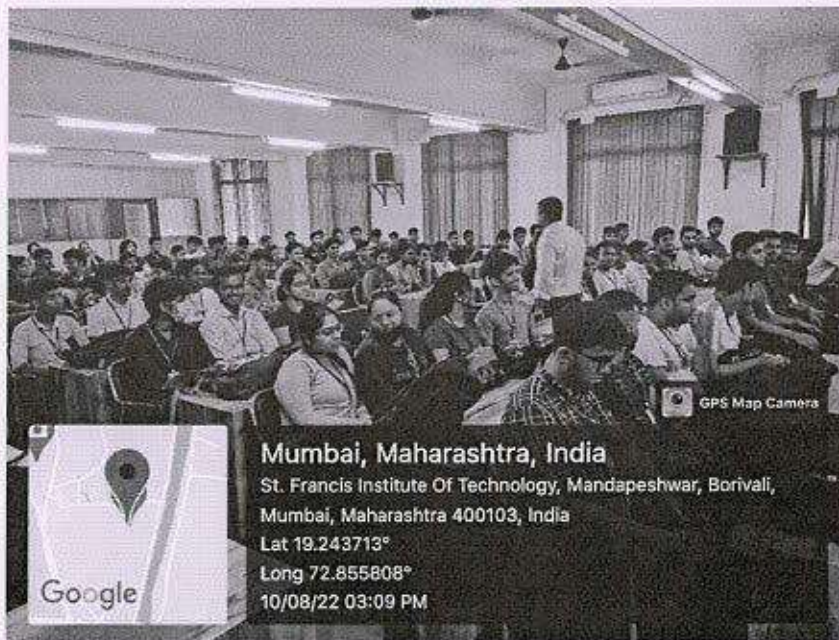 GPS Map Camera
Mumbai, Maharashtra, India
St. Francis Institute Of Technology, Mandapeshwar, Borivali,
Mumbai, Maharashtra 400103, India
Lat 19.243713°
Long 72.855808°
10/08/22 03:09 PM
Google